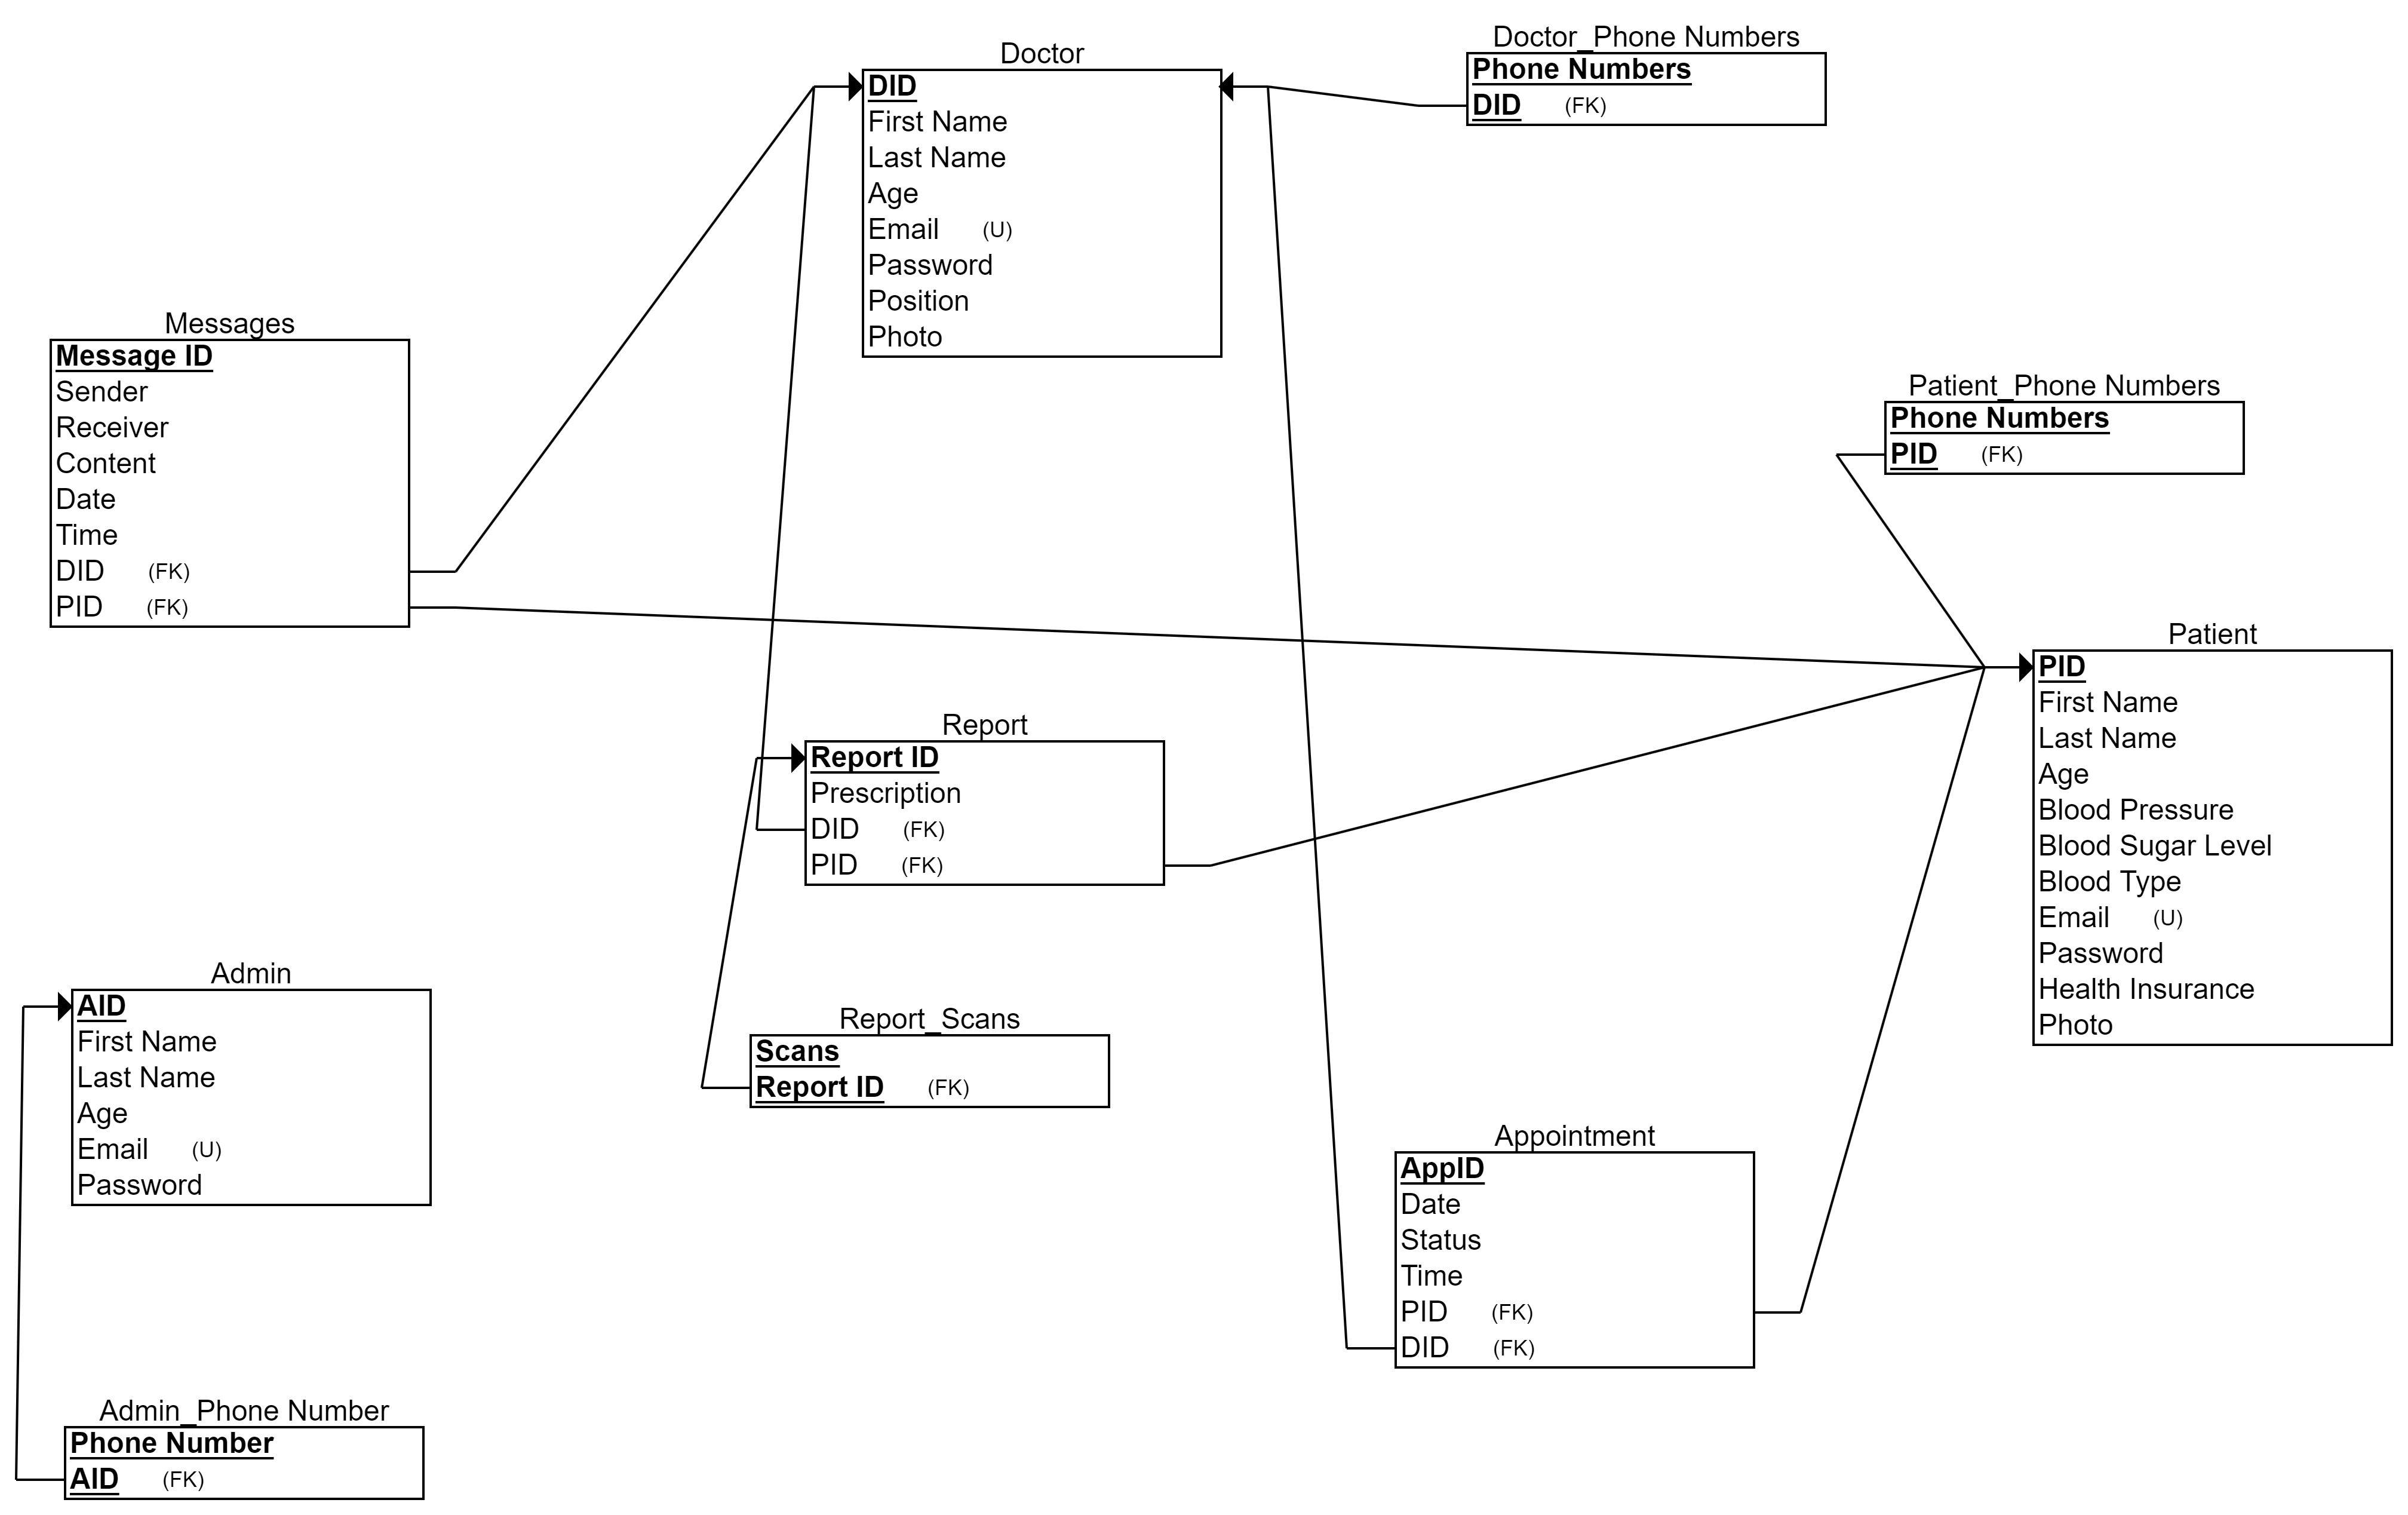 Doctor
DID
First Name
Last Name
Age
Email (U)
Password
Position
Photo
Doctor_Phone Numbers
Phone Numbers
DID (FK)
Messages
Message ID
Sender
Receiver
Content
Date
Time
DID (FK)
PID (FK)
Patient_Phone Numbers
Phone Numbers
PID (FK)
Patient
PID
First Name
Last Name
Age
Blood Pressure
Blood Sugar Level
Blood Type
Email (U)
Password
Health Insurance
Photo
Report
Report ID
Prescription
DID (FK)
PID (FK)
Admin
AID
First Name
Last Name
Age
Email (U)
Password
Report_Scans
Scans
Report ID (FK)
Appointment
AppID
Date
Status
Time
PID (FK)
DID (FK)
Admin_Phone Number
Phone Number
AID (FK)